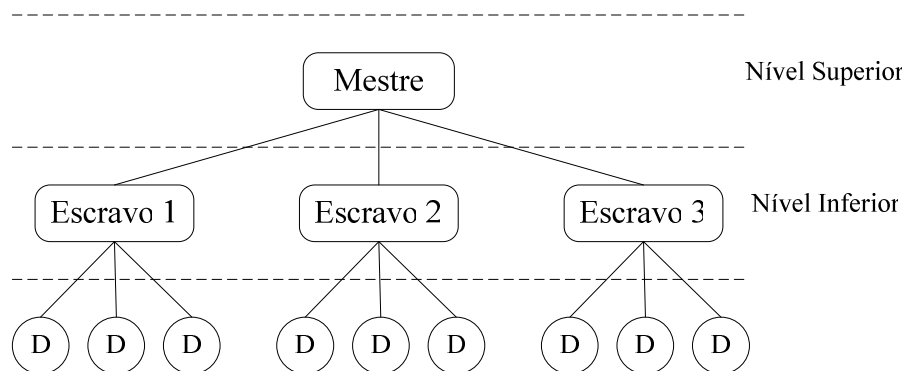 Nível Superior
Mestre
Escravo 1
Escravo 2
Escravo 3
Nível Inferior
D D D D D D D D D